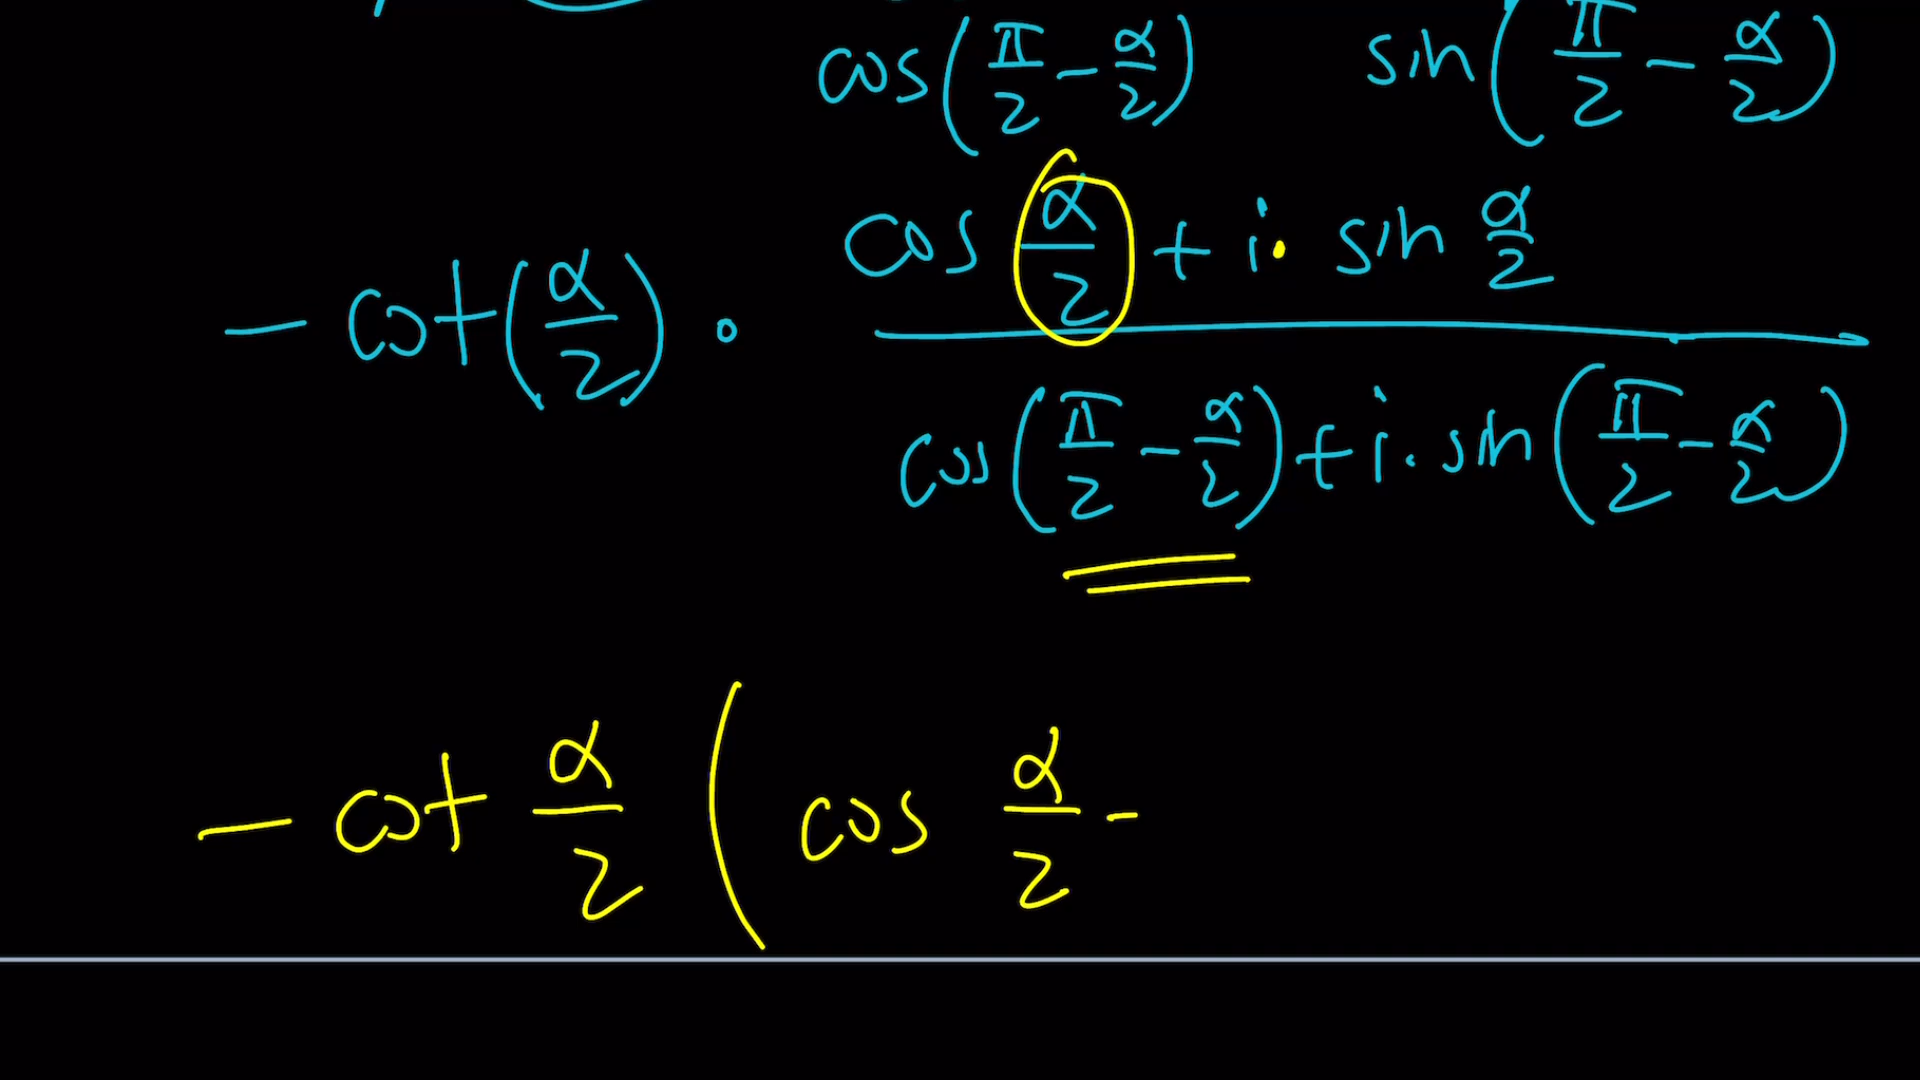 cos(π/2 - α/2) sin(π/2 - α/2)
- cot(α/2) · (cos α/2 + i · sin α/2) / (cos(π/2 - α/2) + i · sin(π/2 - α/2))
- cot α/2 ( cos α/2 -